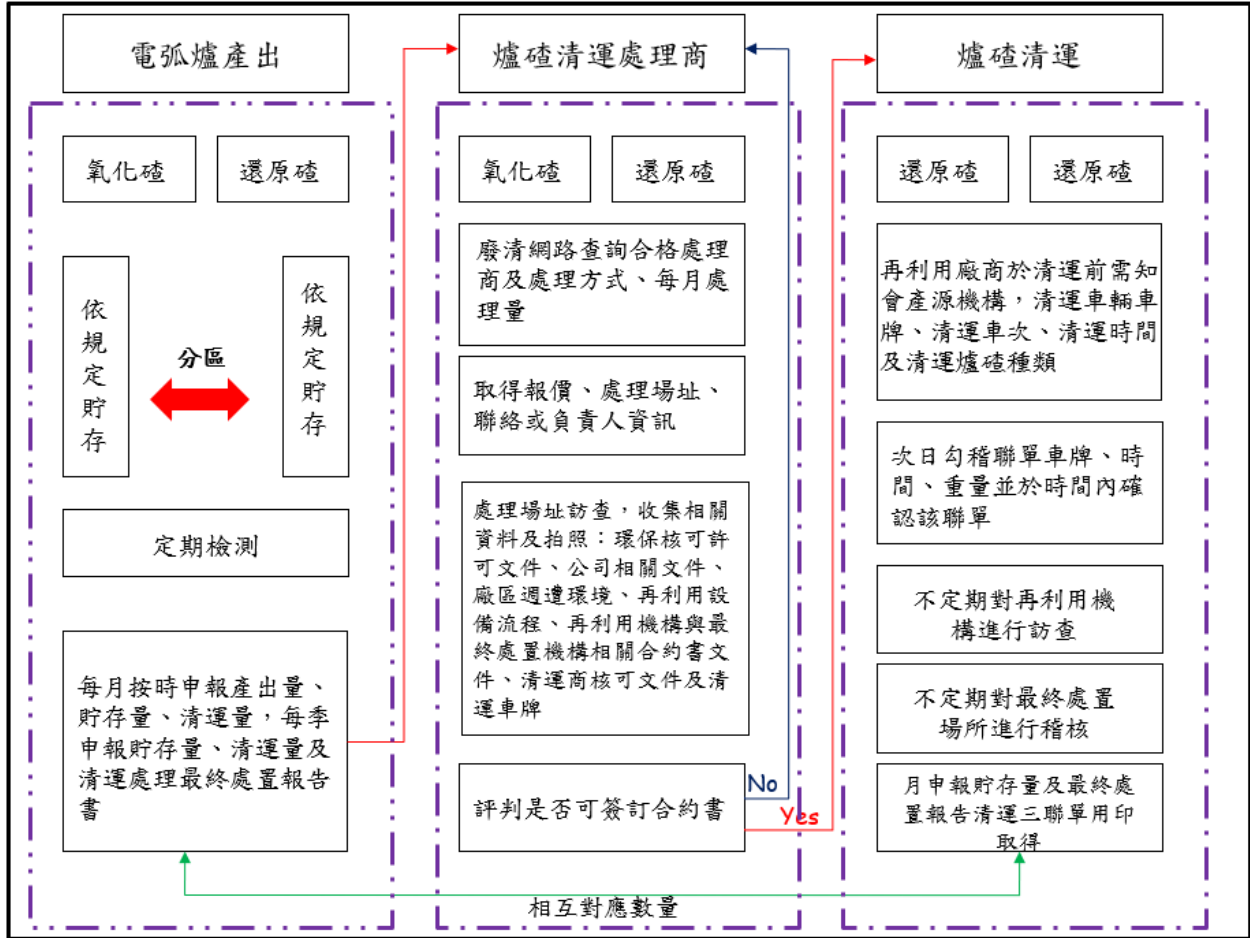 電弧爐產出
氧化碴
還原碴
依
規
定
貯
存
分區
依
規
定
貯
存
定期檢測
每月按時申報產出量、
貯存量、清運量，每季
申報貯存量、清運量及
清運處理最終處置報告
書
爐碴清運處理商
氧化碴
還原碴
廢清網路查詢合格處理
商及處理方式、每月處
理量
取得報價、處理場址、
聯絡或負責人資訊
處理場址訪查，收集相關
資料及拍照：環保核可許
可文件、公司相關文件、
廠區週遭環境、再利用設
備流程、再利用機構與最
終處置機構相關合約書文
件、清運商核可文件及清
運車牌
評判是否可簽訂合約書
No
Yes
爐碴清運
還原碴
還原碴
再利用廠商於清運前需知
會產源機構，清運車輛車
牌、清運車次、清運時間
及清運爐碴種類
次日勾稽聯單車牌、時
間、重量並於時間內確
認該聯單
不定期對再利用機
構進行訪查
不定期對最終處置
場所進行稽核
月申報貯存量及最終處
置報告清運三聯單用印
取得
相互對應數量